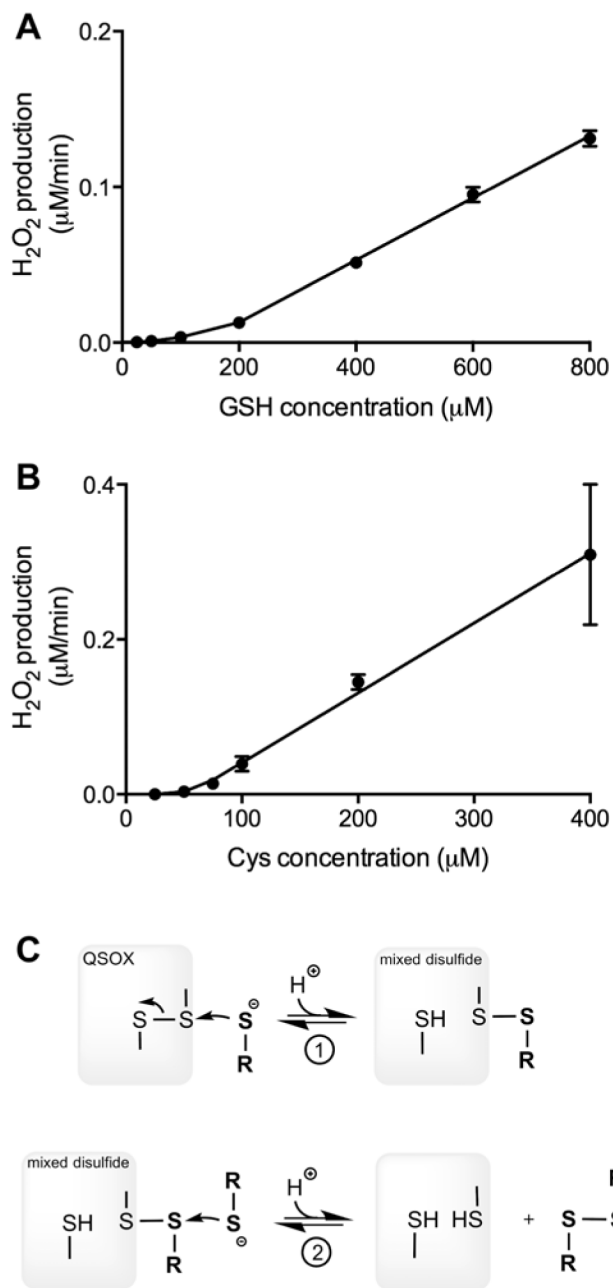 A
H₂O₂ production
(μM/min)
0.2
0.1
0.0
0 200 400 600 800
GSH concentration (μM)
B
H₂O₂ production
(μM/min)
0.4
0.2
0.0
0 100 200 300 400
Cys concentration (μM)
C
QSOX
S S S⊖
R
H⊕
1
mixed disulfide
SH S S
R
mixed disulfide
R
SH S S S⊖
R
H⊕
2
SH HS + S
R